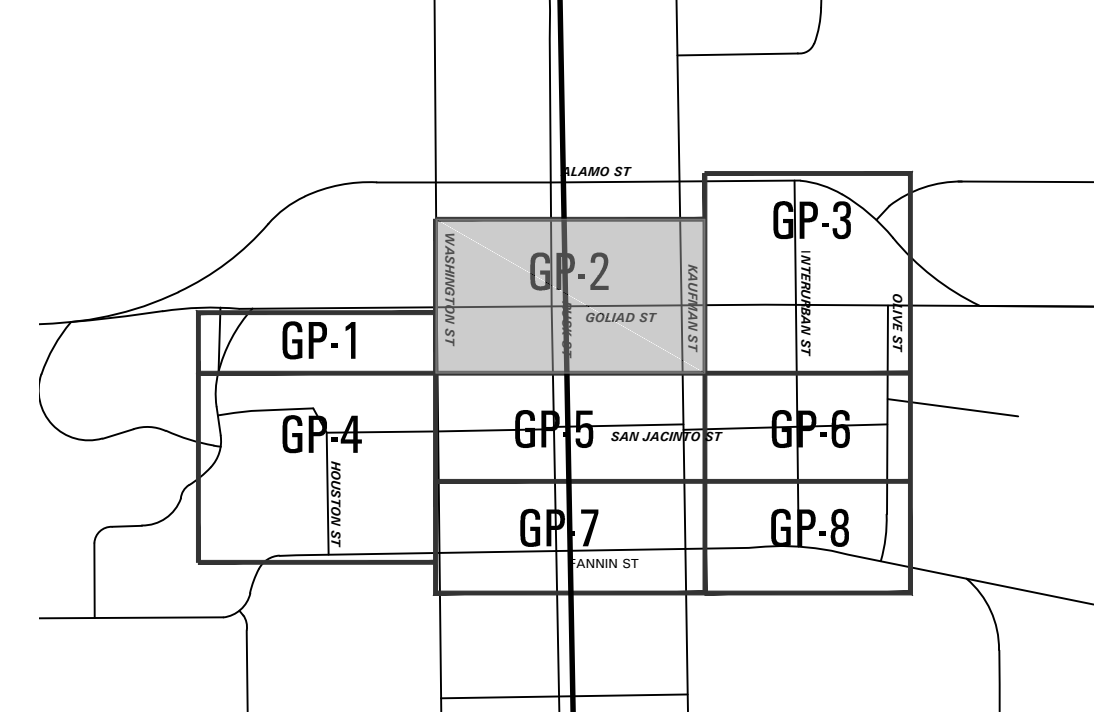 ALAMO ST
GP-3
WASHINGTON ST
GP-2
KAUFMAN ST
INTERURBAN ST
OLIVE ST
GOLIAD ST
GP-1
GP-4
GP-5
SAN JACINTO ST
GP-6
HOUSTON ST
GP-7
GP-8
FANNIN ST